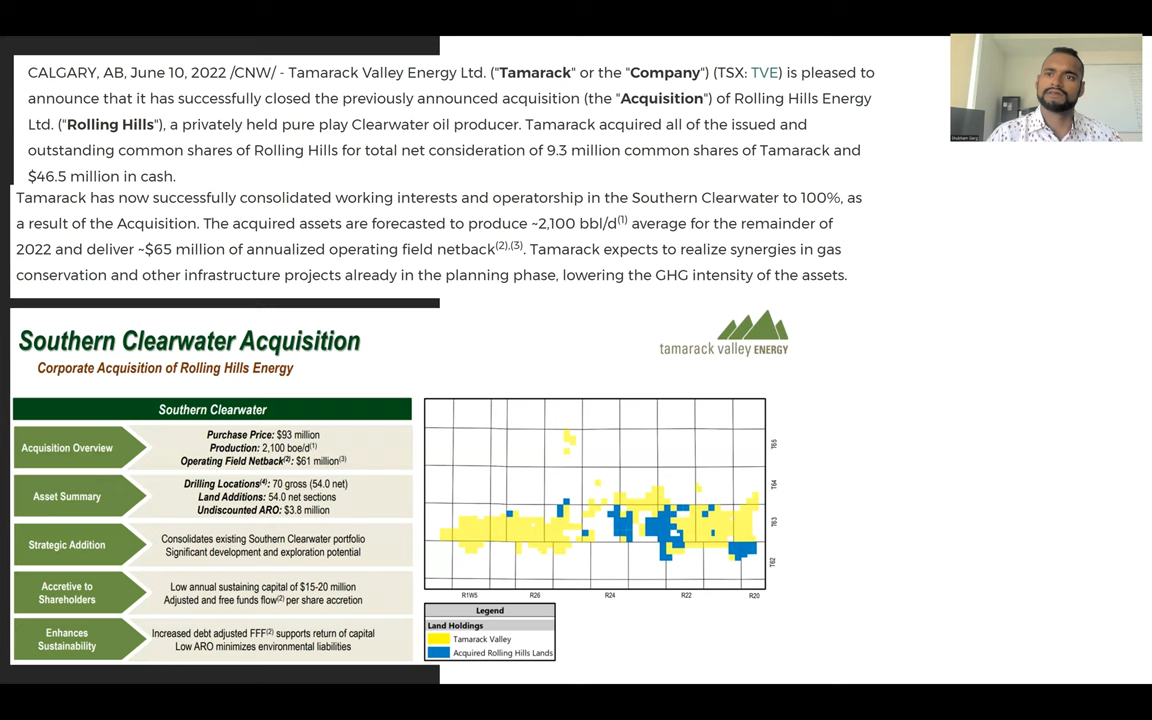 CALGARY, AB, June 10, 2022 /CNW/ - Tamarack Valley Energy Ltd. ("Tamarack" or the "Company") (TSX: TVE) is pleased to
announce that it has successfully closed the previously announced acquisition (the "Acquisition") of Rolling Hills Energy
Ltd. ("Rolling Hills"), a privately held pure play Clearwater oil producer. Tamarack acquired all of the issued and
outstanding common shares of Rolling Hills for total net consideration of 9.3 million common shares of Tamarack and
$46.5 million in cash.
Tamarack has now successfully consolidated working interests and operatorship in the Southern Clearwater to 100%, as
a result of the Acquisition. The acquired assets are forecasted to produce ~2,100 bbl/d(1) average for the remainder of
2022 and deliver ~$65 million of annualized operating field netback(2),(3). Tamarack expects to realize synergies in gas
conservation and other infrastructure projects already in the planning phase, lowering the GHG intensity of the assets.
Southern Clearwater Acquisition
Corporate Acquisition of Rolling Hills Energy
tamarack valley ENERGY
Southern Clearwater
Acquisition Overview
Purchase Price: $93 million
Production: 2,100 boe/d(1)
Operating Field Netback(2): $61 million(3)
Asset Summary
Drilling Locations(4): 70 gross (54.0 net)
Land Additions: 54.0 net sections
Undiscounted ARO: $3.8 million
Strategic Addition
Consolidates existing Southern Clearwater portfolio
Significant development and exploration potential
Accretive to
Shareholders
Low annual sustaining capital of $15-20 million
Adjusted and free funds flow(2) per share accretion
Enhances
Sustainability
Increased debt adjusted FFF(2) supports return of capital
Low ARO minimizes environmental liabilities
T65
T64
T63
T62
R1W5
R26
R24
R22
R20
Legend
Land Holdings
Tamarack Valley
Acquired Rolling Hills Lands